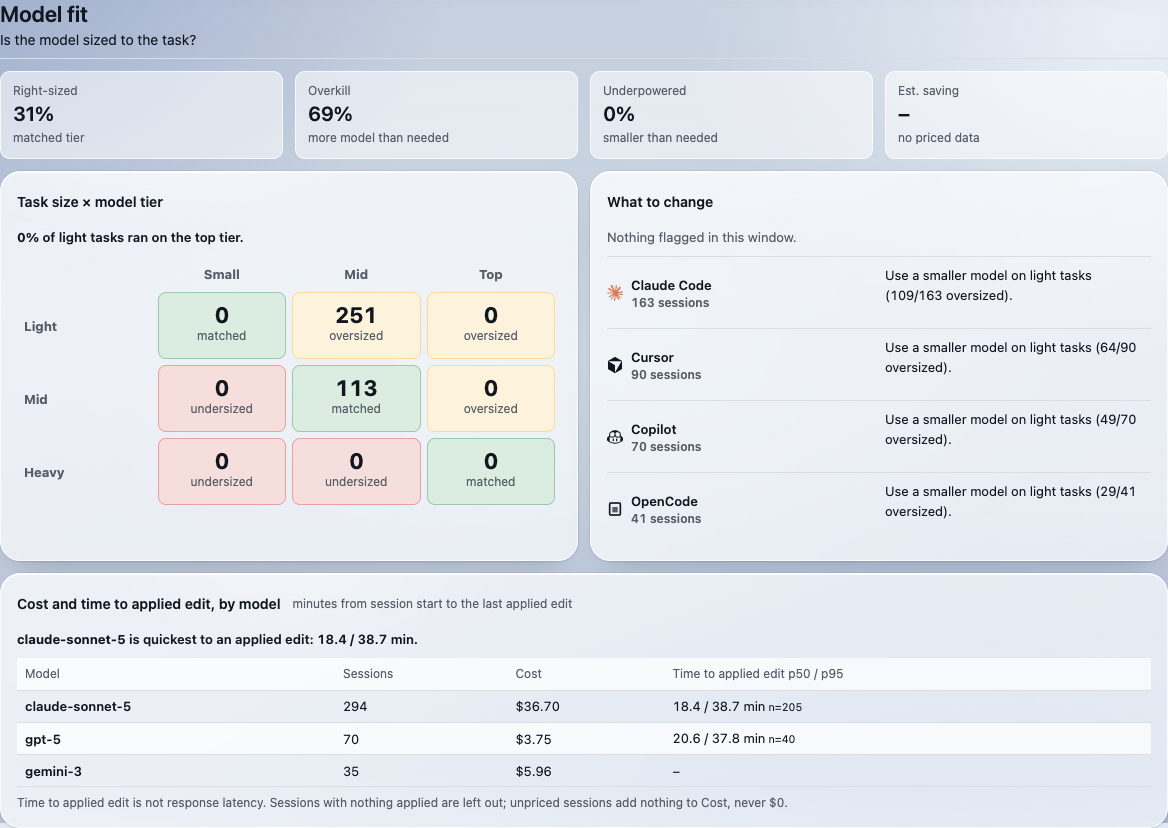 Model fit
Is the model sized to the task?
Right-sized
31%
matched tier
Overkill
69%
more model than needed
Underpowered
0%
smaller than needed
Est. saving
–
no priced data
Task size × model tier
0% of light tasks ran on the top tier.
Small Mid Top
Light
0 251 0
matched oversized oversized
Mid
0 113 0
undersized matched oversized
Heavy
0 0 0
undersized undersized matched
What to change
Nothing flagged in this window.
Claude Code
163 sessions
Use a smaller model on light tasks
(109/163 oversized).
Cursor
90 sessions
Use a smaller model on light tasks (64/90
oversized).
Copilot
70 sessions
Use a smaller model on light tasks (49/70
oversized).
OpenCode
41 sessions
Use a smaller model on light tasks (29/41
oversized).
Cost and time to applied edit, by model minutes from session start to the last applied edit
claude-sonnet-5 is quickest to an applied edit: 18.4 / 38.7 min.
Model Sessions Cost Time to applied edit p50 / p95
claude-sonnet-5 294 $36.70 18.4 / 38.7 min n=205
gpt-5 70 $3.75 20.6 / 37.8 min n=40
gemini-3 35 $5.96 –
Time to applied edit is not response latency. Sessions with nothing applied are left out; unpriced sessions add nothing to Cost, never $0.